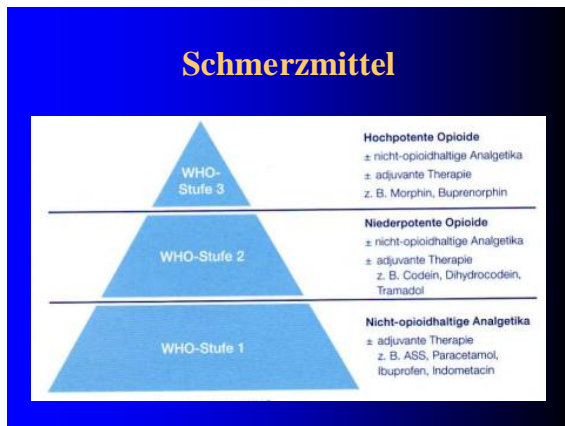 Schmerzmittel
WHO-
Stufe 3
Hochpotente Opioide
± nicht-opioidhaltige Analgetika
± adjuvante Therapie
z. B. Morphin, Buprenorphin
WHO-Stufe 2
Niederpotente Opioide
± nicht-opioidhaltige Analgetika
± adjuvante Therapie
z. B. Codein, Dihydrocodein,
Tramadol
WHO-Stufe 1
Nicht-opioidhaltige Analgetika
± adjuvante Therapie
z. B. ASS, Paracetamol,
Ibuprofen, Indometacin